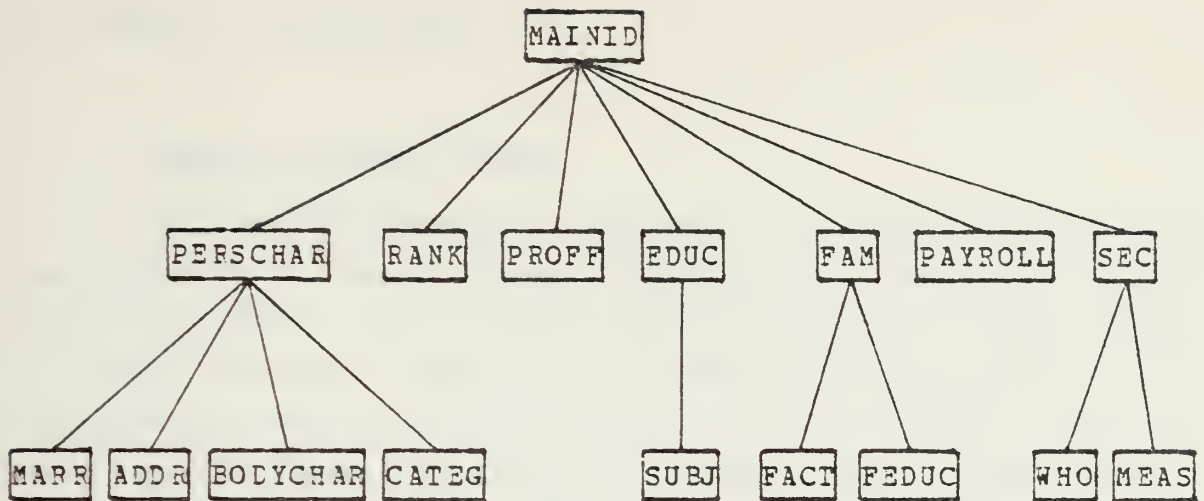 MAINID
PERSCHAR RANK PROFF EDUC FAM PAYROLL SEC
MARR ADDR BODYCHAR CATEG SUBJ FACT FEDUC WHO MEAS